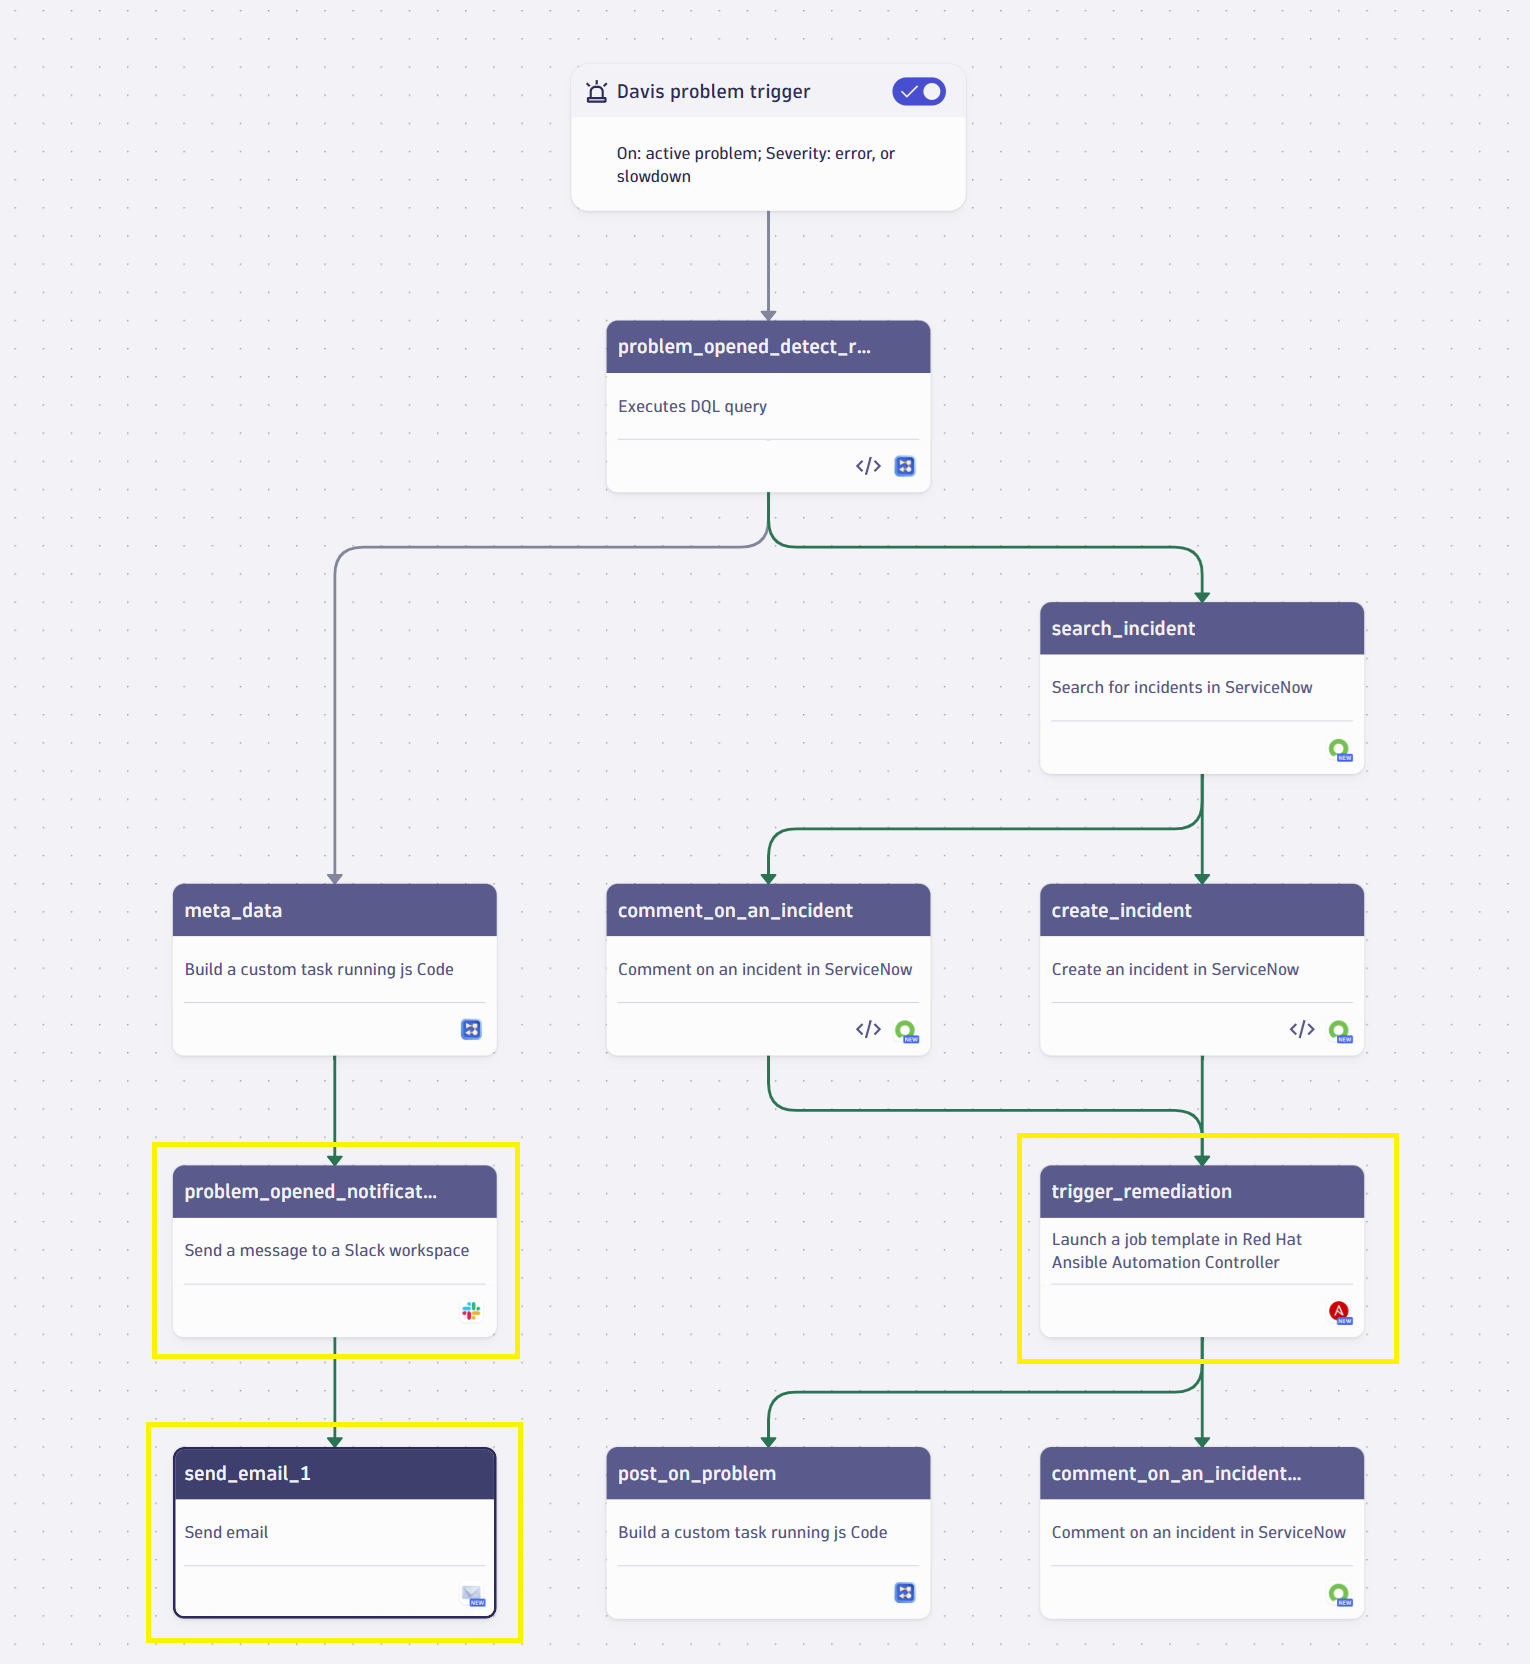 Davis problem trigger
On: active problem; Severity: error, or
slowdown
problem_opened_detect_r...
Executes DQL query
search_incident
Search for incidents in ServiceNow
NEW
meta_data
Build a custom task running js Code
comment_on_an_incident
Comment on an incident in ServiceNow
NEW
create_incident
Create an incident in ServiceNow
NEW
problem_opened_notificat...
Send a message to a Slack workspace
trigger_remediation
Launch a job template in Red Hat
Ansible Automation Controller
NEW
send_email_1
Send email
NEW
post_on_problem
Build a custom task running js Code
comment_on_an_incident...
Comment on an incident in ServiceNow
NEW